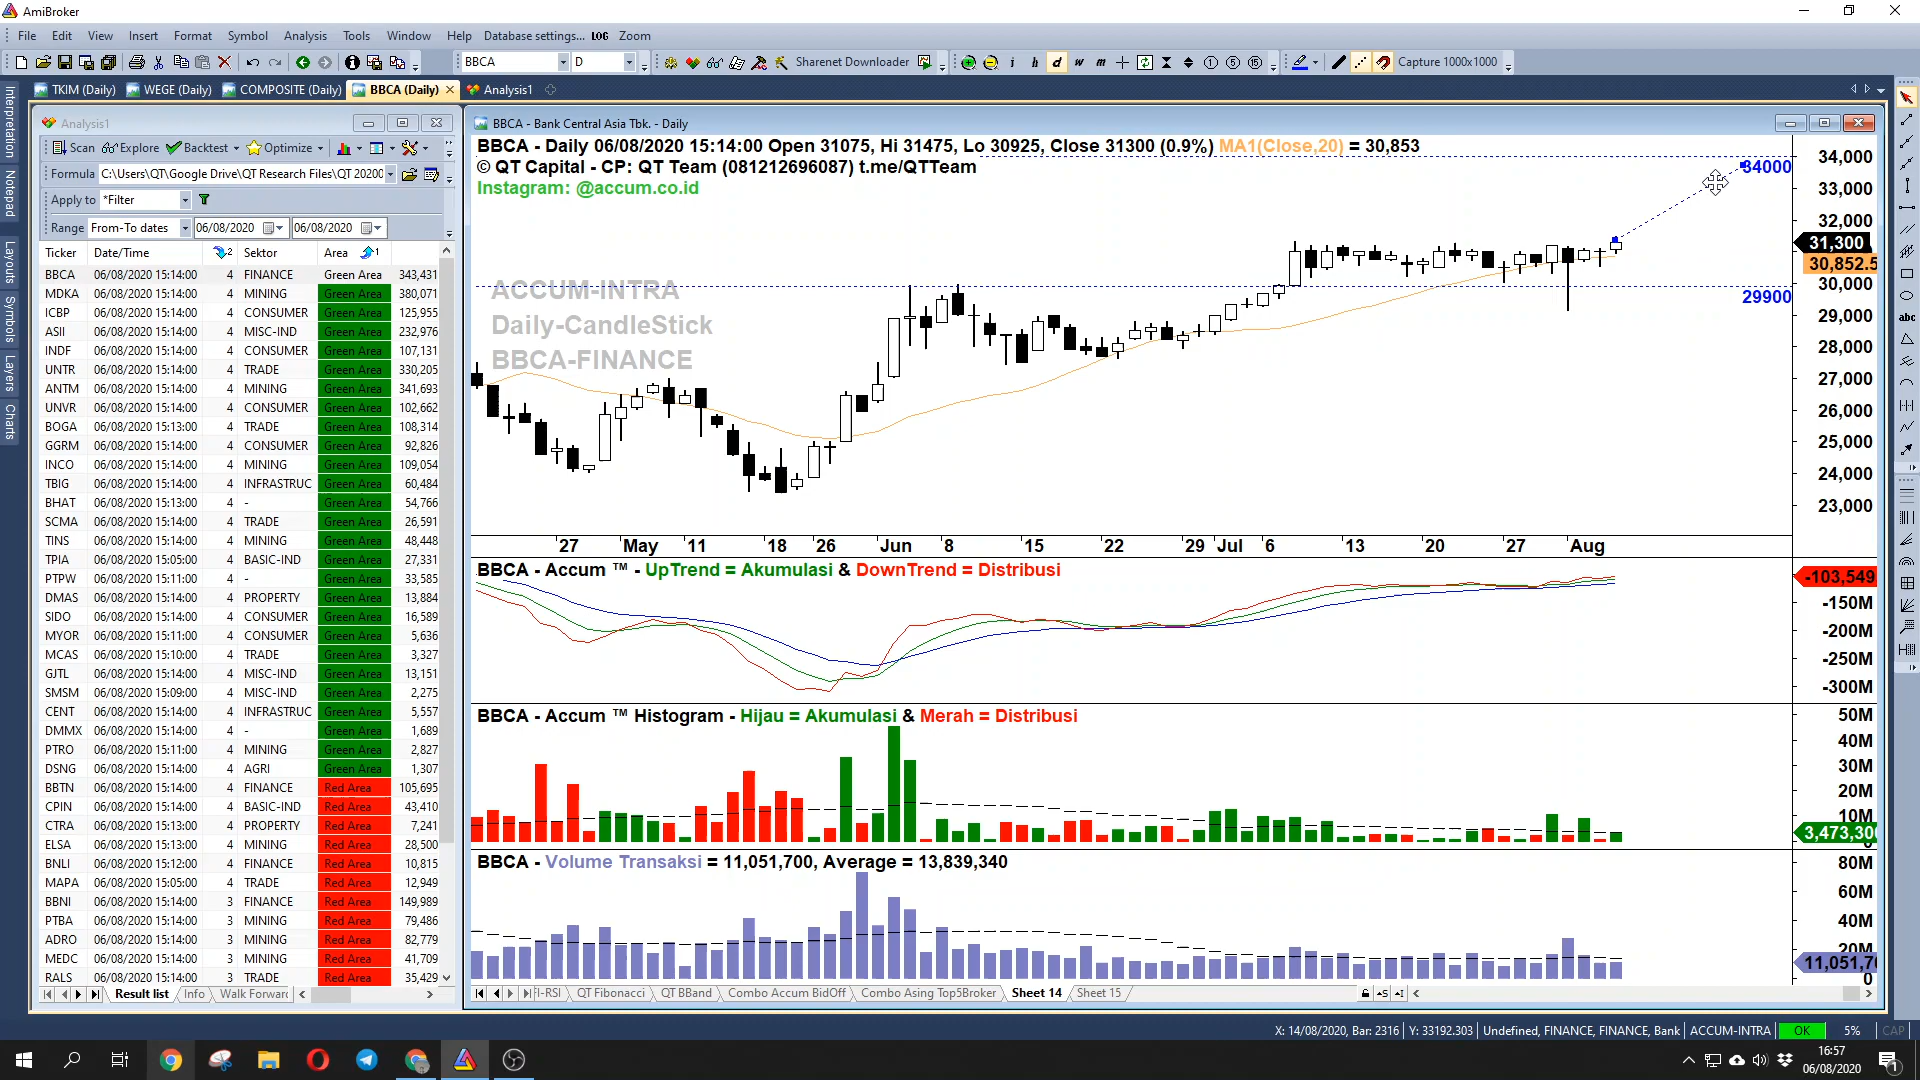 AmiBroker
File Edit View Insert Format Symbol Analysis Tools Window Help Database settings... LOG Zoom
BBCA D i h d w m Sharenet Downloader Capture 1000x1000
TKIM (Daily) WEGE (Daily) COMPOSITE (Daily) BBCA (Daily) Analysis1
Interpretation
Notepad
Layouts
Symbols
Layers
Charts
Analysis1
Scan Explore Backtest Optimize
Formula C:\Users\QT\Google Drive\QT Research Files\QT 20200
Apply to *Filter
Range From-To dates 06/08/2020 06/08/2020
Ticker Date/Time 2 Sektor Area 1
BBCA 06/08/2020 15:14:00 4 FINANCE Green Area 343,431
MDKA 06/08/2020 15:14:00 4 MINING Green Area 380,071
ICBP 06/08/2020 15:14:00 4 CONSUMER Green Area 125,955
ASII 06/08/2020 15:14:00 4 MISC-IND Green Area 232,976
INDF 06/08/2020 15:14:00 4 CONSUMER Green Area 107,131
UNTR 06/08/2020 15:14:00 4 TRADE Green Area 330,205
ANTM 06/08/2020 15:14:00 4 MINING Green Area 341,693
UNVR 06/08/2020 15:14:00 4 CONSUMER Green Area 102,662
BOGA 06/08/2020 15:13:00 4 TRADE Green Area 108,314
GGRM 06/08/2020 15:14:00 4 CONSUMER Green Area 92,826
INCO 06/08/2020 15:14:00 4 MINING Green Area 109,054
TBIG 06/08/2020 15:14:00 4 INFRASTRUC Green Area 60,484
BHAT 06/08/2020 15:13:00 4 - Green Area 54,766
SCMA 06/08/2020 15:14:00 4 TRADE Green Area 26,591
TINS 06/08/2020 15:14:00 4 MINING Green Area 48,448
TPIA 06/08/2020 15:05:00 4 BASIC-IND Green Area 27,331
PTPW 06/08/2020 15:11:00 4 - Green Area 33,585
DMAS 06/08/2020 15:14:00 4 PROPERTY Green Area 13,884
SIDO 06/08/2020 15:14:00 4 CONSUMER Green Area 16,589
MYOR 06/08/2020 15:11:00 4 CONSUMER Green Area 5,636
MCAS 06/08/2020 15:10:00 4 TRADE Green Area 3,327
GJTL 06/08/2020 15:14:00 4 MISC-IND Green Area 13,151
SMSM 06/08/2020 15:09:00 4 MISC-IND Green Area 2,275
CENT 06/08/2020 15:14:00 4 INFRASTRUC Green Area 5,557
DMMX 06/08/2020 15:14:00 4 - Green Area 1,689
PTRO 06/08/2020 15:11:00 4 MINING Green Area 2,827
DSNG 06/08/2020 15:14:00 4 AGRI Green Area 1,307
BBTN 06/08/2020 15:14:00 4 FINANCE Red Area 105,695
CPIN 06/08/2020 15:14:00 4 BASIC-IND Red Area 43,410
CTRA 06/08/2020 15:13:00 4 PROPERTY Red Area 7,241
ELSA 06/08/2020 15:13:00 4 MINING Red Area 28,500
BNLI 06/08/2020 15:12:00 4 FINANCE Red Area 10,815
MAPA 06/08/2020 15:05:00 4 TRADE Red Area 12,949
BBNI 06/08/2020 15:14:00 3 FINANCE Red Area 149,989
PTBA 06/08/2020 15:14:00 3 MINING Red Area 79,486
ADRO 06/08/2020 15:14:00 3 MINING Red Area 82,779
MEDC 06/08/2020 15:14:00 3 MINING Red Area 41,709
RALS 06/08/2020 15:14:00 3 TRADE Red Area 35,429
Result list Info Walk Forward
BBCA - Bank Central Asia Tbk. - Daily
BBCA - Daily 06/08/2020 15:14:00 Open 31075, Hi 31475, Lo 30925, Close 31300 (0.9%) MA1(Close,20) = 30,853
© QT Capital - CP: QT Team (081212696087) t.me/QTTeam
Instagram: @accum.co.id
ACCUM-INTRA
Daily-CandleStick
BBCA-FINANCE
34000
29900
34,000
33,000
32,000
31,300
30,852.5
30,000
29,000
28,000
27,000
26,000
25,000
24,000
23,000
27 May 11 18 26 Jun 8 15 22 29 Jul 6 13 20 27 Aug
BBCA - Accum ™ - UpTrend = Akumulasi & DownTrend = Distribusi
-103,549
-150M
-200M
-250M
-300M
BBCA - Accum ™ Histogram - Hijau = Akumulasi & Merah = Distribusi
50M
40M
30M
20M
10M
3,473,300
0
BBCA - Volume Transaksi = 11,051,700, Average = 13,839,340
80M
60M
40M
20M
11,051,70
0
FI-RSI QT Fibonacci QT BBand Combo Accum BidOff Combo Asing Top5Broker Sheet 14 Sheet 15
abc
X: 14/08/2020, Bar: 2316 Y: 33192.303 Undefined, FINANCE, FINANCE, Bank ACCUM-INTRA OK 5% CAP
16:57
06/08/2020
1